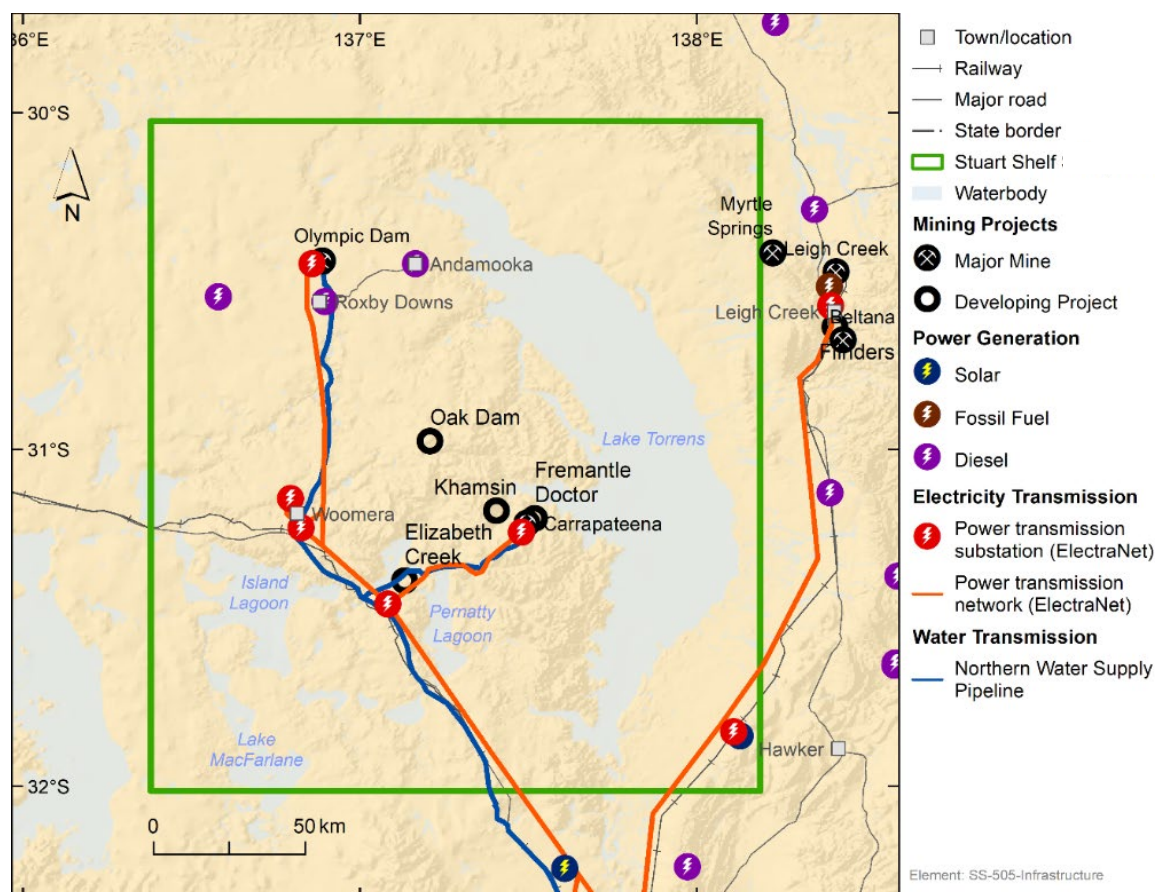 136°E
137°E
138°E
30°S
31°S
32°S
N
Olympic Dam
Andamooka
Roxby Downs
Myrtle
Springs
Leigh Creek
Leigh Creek
Beltana
Flinders
Oak Dam
Lake Torrens
Khamsin
Fremantle
Doctor
Carrapateena
Woomera
Elizabeth
Creek
Island
Lagoon
Pernatty
Lagoon
Lake
MacFarlane
Hawker
0 50 km
Town/location
Railway
Major road
State border
Stuart Shelf
Waterbody
Mining Projects
Major Mine
Developing Project
Power Generation
Solar
Fossil Fuel
Diesel
Electricity Transmission
Power transmission
substation (ElectraNet)
Power transmission
network (ElectraNet)
Water Transmission
Northern Water Supply
Pipeline
Element: SS-505-Infrastructure